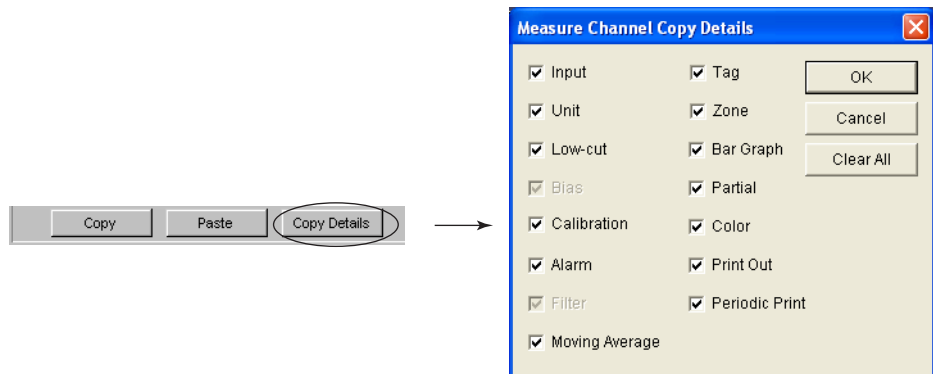 Copy Paste Copy Details
Measure Channel Copy Details
Input Tag OK
Unit Zone Cancel
Low-cut Bar Graph Clear All
Bias Partial
Calibration Color
Alarm Print Out
Filter Periodic Print
Moving Average